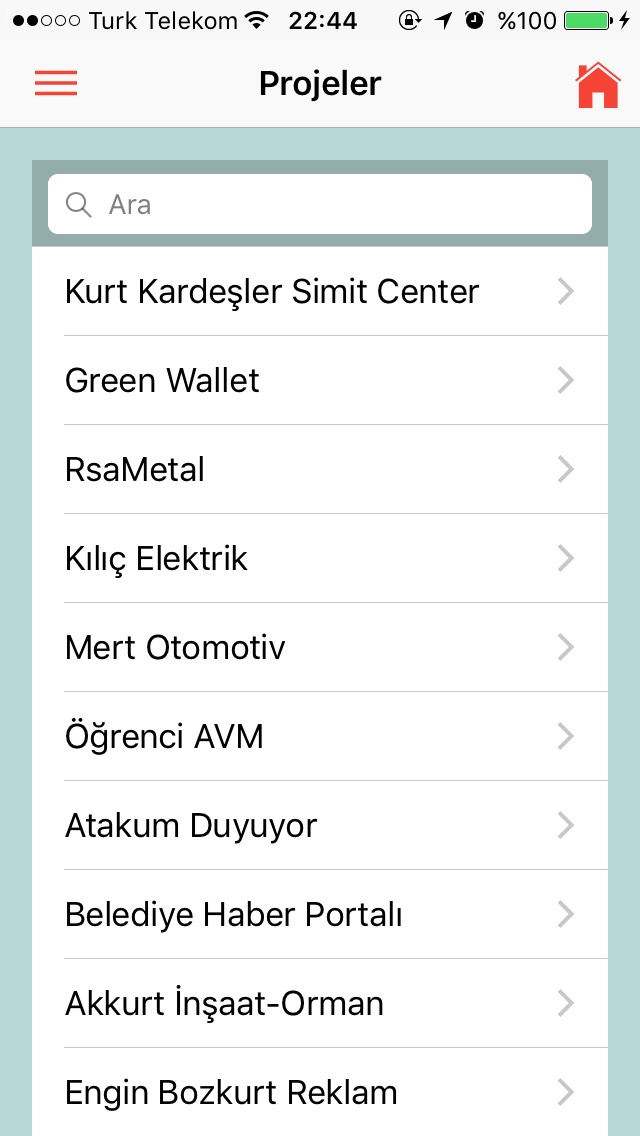 Turk Telekom 22:44 %100
Projeler
Ara
Kurt Kardeşler Simit Center
Green Wallet
RsaMetal
Kılıç Elektrik
Mert Otomotiv
Öğrenci AVM
Atakum Duyuyor
Belediye Haber Portalı
Akkurt İnşaat-Orman
Engin Bozkurt Reklam